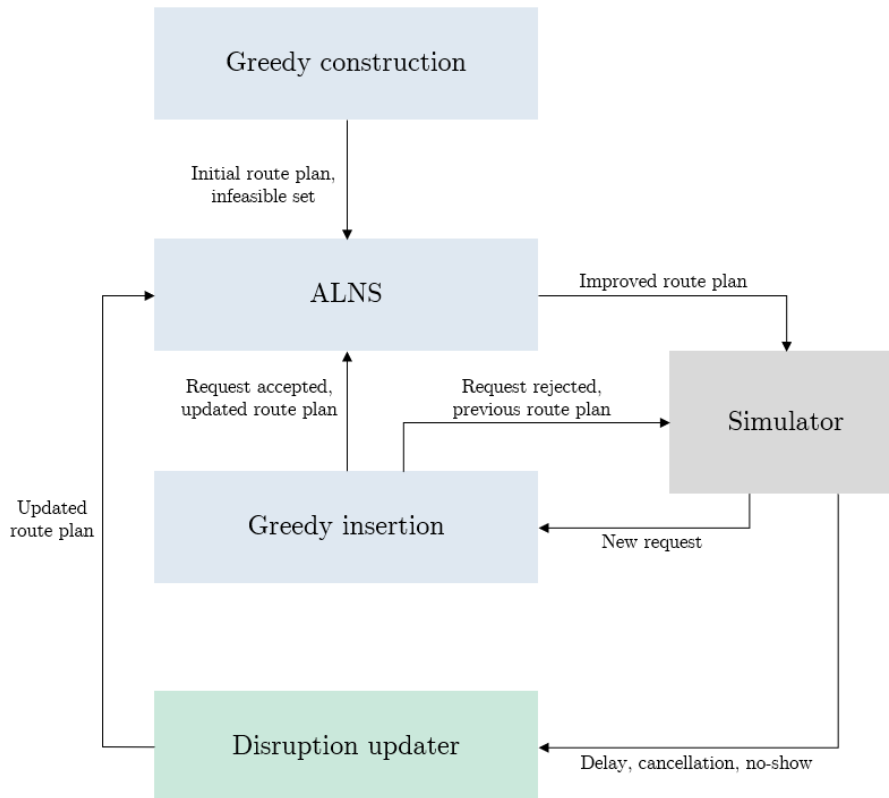 Greedy construction
Initial route plan,
infeasible set
ALNS
Improved route plan
Request accepted,
updated route plan
Request rejected,
previous route plan
Simulator
Updated
route plan
Greedy insertion
New request
Disruption updater
Delay, cancellation, no-show